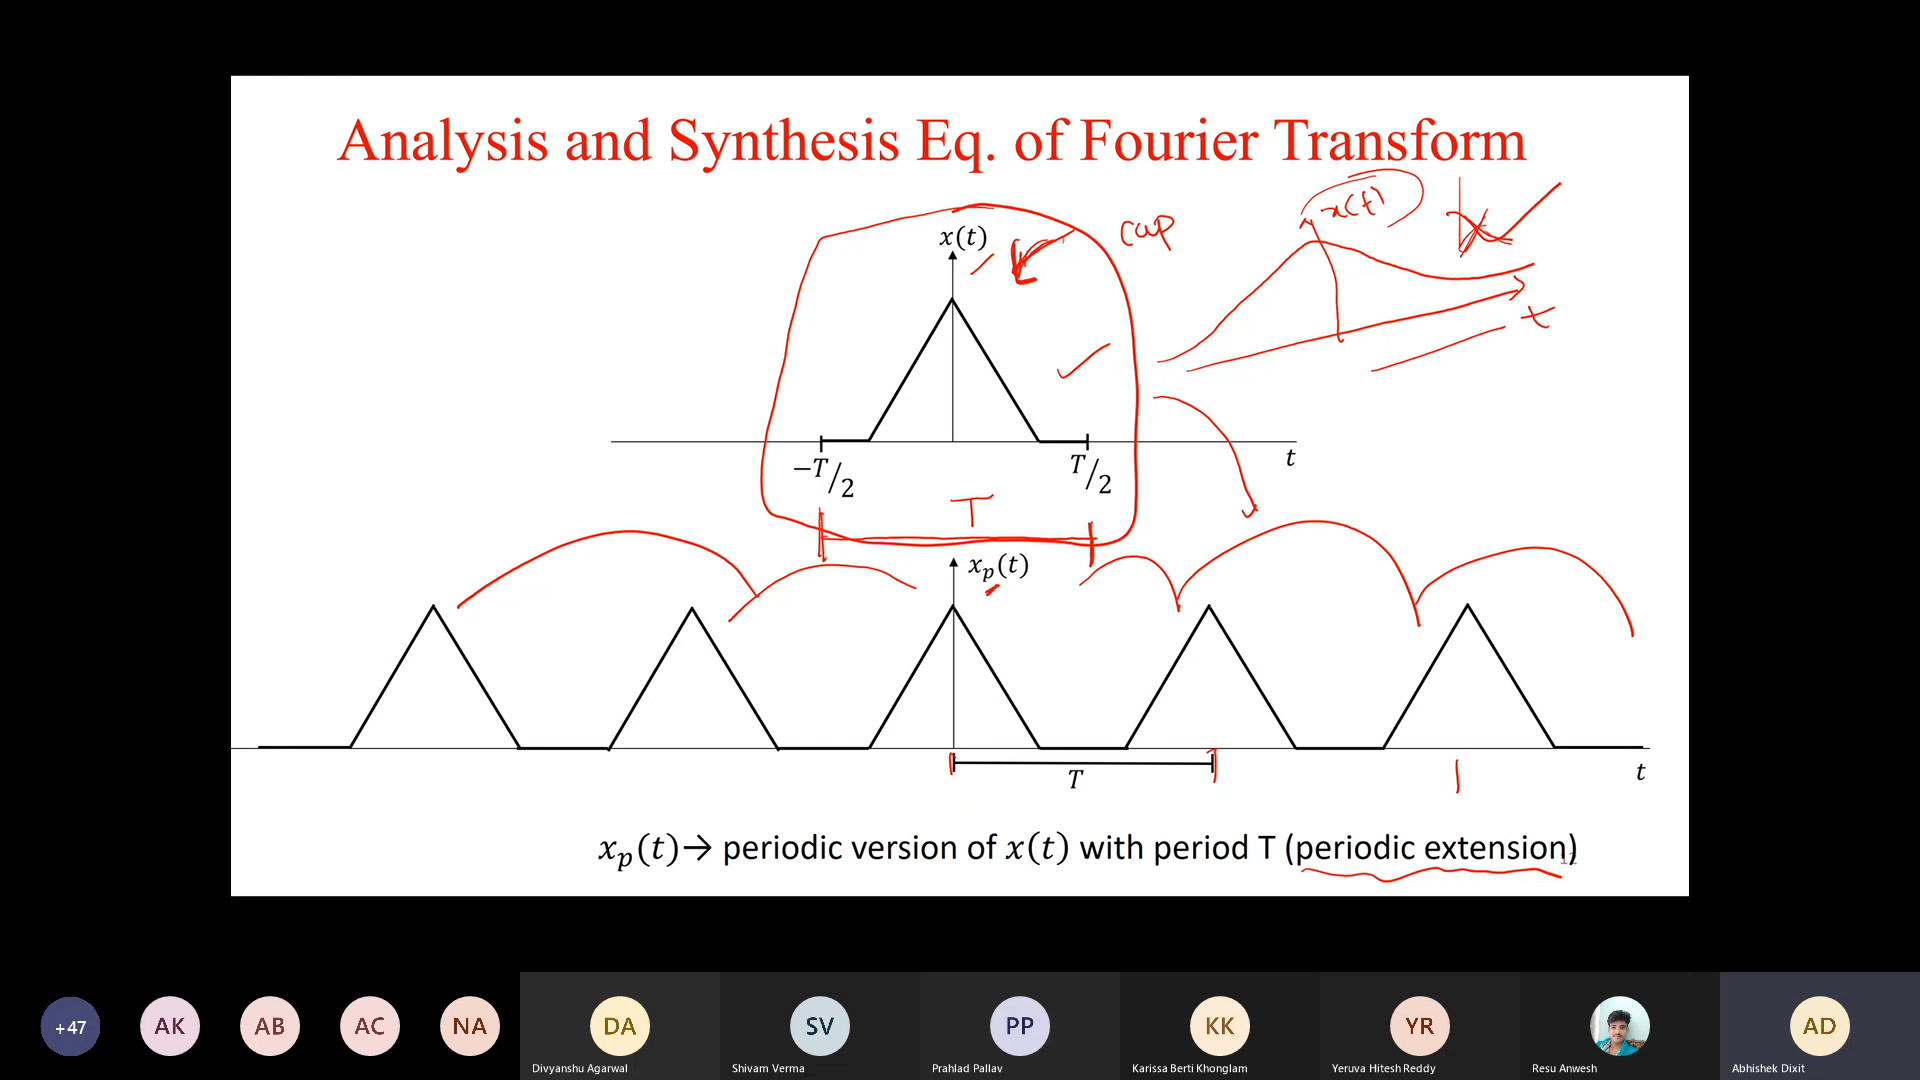 Analysis and Synthesis Eq. of Fourier Transform
x(t)
cap
x(t)
t
−T/2
T/2
t
T
xₚ(t)
T
t
xₚ(t)→ periodic version of x(t) with period T (periodic extension)
+47
AK
AB
AC
NA
DA
SV
PP
KK
YR
AD
Divyanshu Agarwal
Shivam Verma
Prahlad Pallav
Karissa Berti Khonglam
Yeruva Hitesh Reddy
Resu Anwesh
Abhishek Dixit